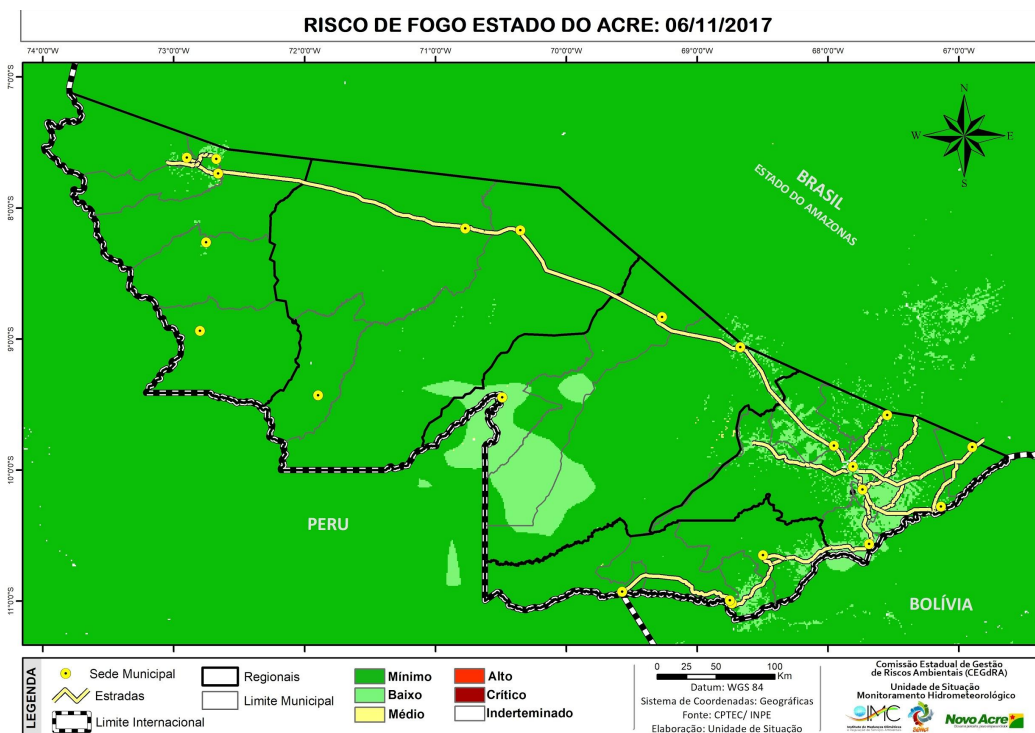 RISCO DE FOGO ESTADO DO ACRE: 06/11/2017
74°0'0"W 73°0'0"W 72°0'0"W 71°0'0"W 70°0'0"W 69°0'0"W 68°0'0"W 67°0'0"W
7°0'0"S
8°0'0"S
9°0'0"S
10°0'0"S
11°0'0"S
N
W E
S
BRASIL
ESTADO DO AMAZONAS
PERU
BOLÍVIA
LEGENDA
Sede Municipal
Estradas
Limite Internacional
Regionais
Limite Municipal
Mínimo
Baixo
Médio
Alto
Crítico
Inderteminado
0 25 50 100
Km
Datum: WGS 84
Sistema de Coordenadas: Geográficas
Fonte: CPTEC/ INPE
Elaboração: Unidade de Situação
Comissão Estadual de Gestão
de Riscos Ambientais (CEGdRA)
Unidade de Situação
Monitoramento Hidrometeorológico
IMC
Novo Acre